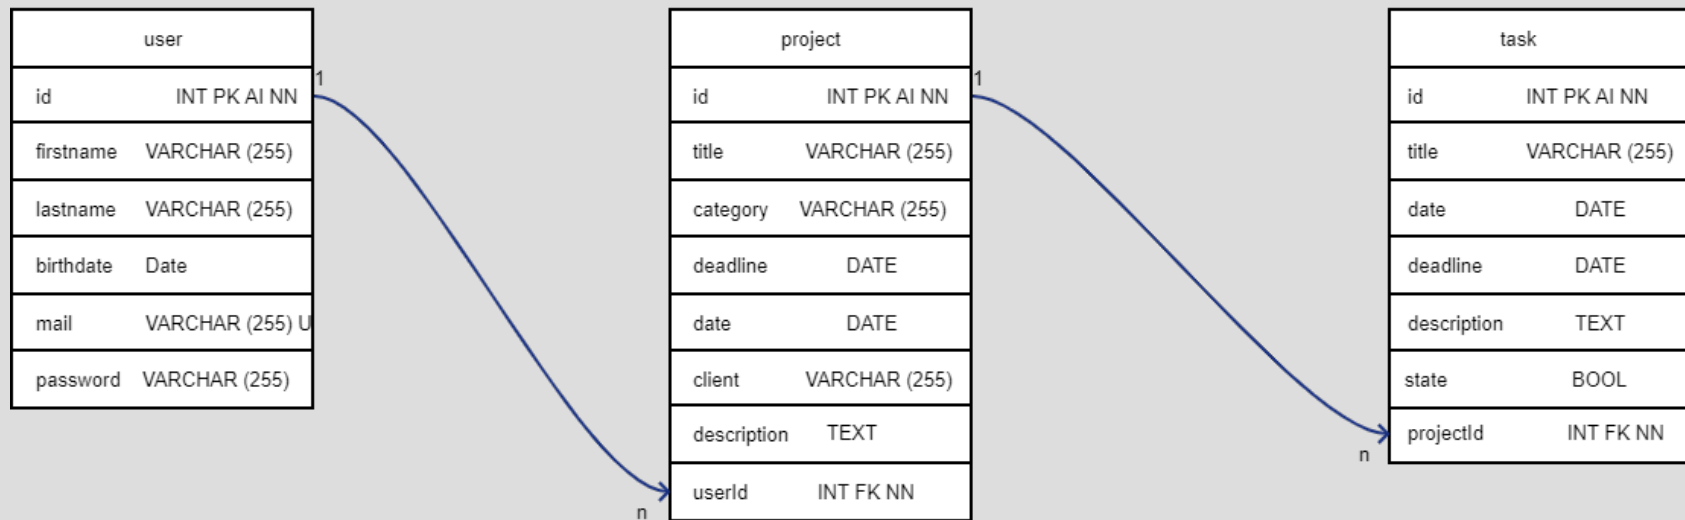 user
id INT PK AI NN
firstname VARCHAR (255)
lastname VARCHAR (255)
birthdate Date
mail VARCHAR (255) U
password VARCHAR (255)
1
n
project
id INT PK AI NN
title VARCHAR (255)
category VARCHAR (255)
deadline DATE
date DATE
client VARCHAR (255)
description TEXT
userId INT FK NN
1
n
task
id INT PK AI NN
title VARCHAR (255)
date DATE
deadline DATE
description TEXT
state BOOL
projectId INT FK NN